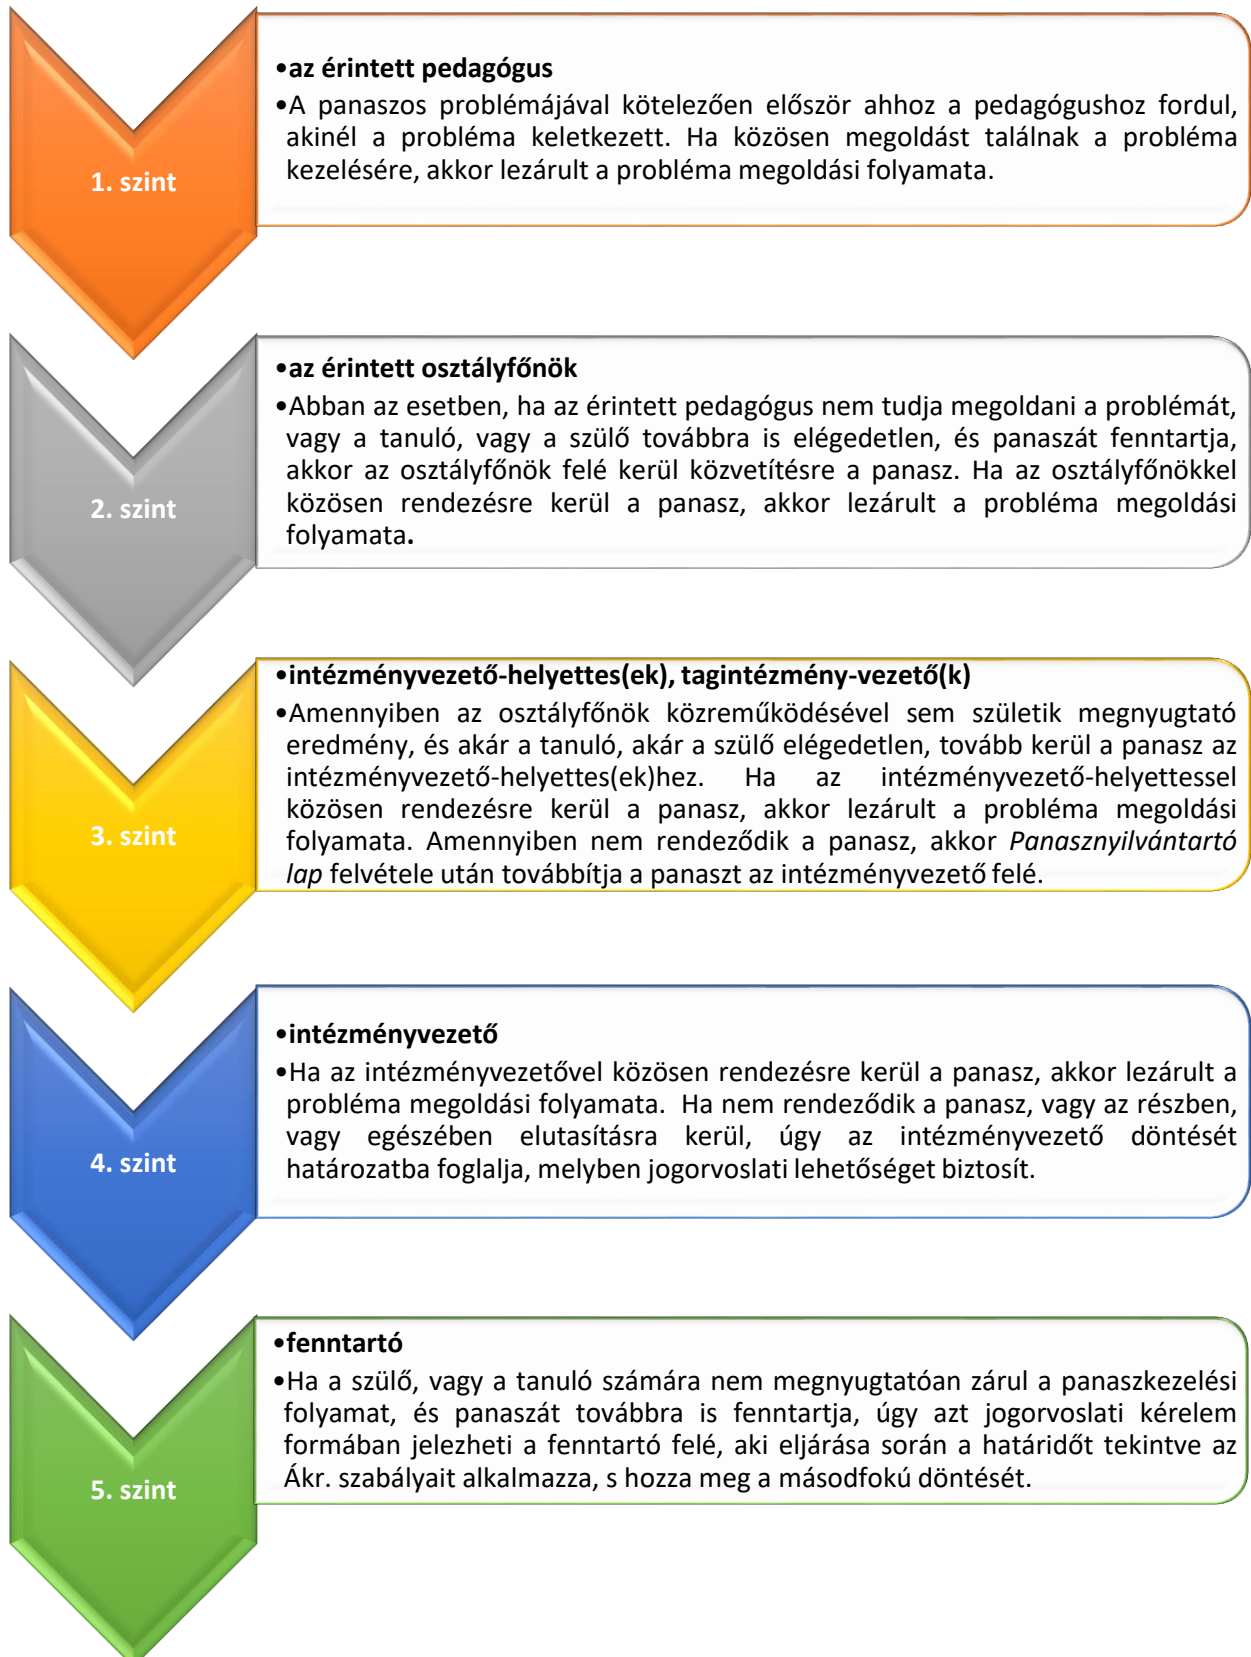 1. szint
•az érintett pedagógus
•A panaszos problémájával kötelezően először ahhoz a pedagógushoz fordul,
akinél a probléma keletkezett. Ha közösen megoldást találnak a probléma
kezelésére, akkor lezárult a probléma megoldási folyamata.
2. szint
•az érintett osztályfőnök
•Abban az esetben, ha az érintett pedagógus nem tudja megoldani a problémát,
vagy a tanuló, vagy a szülő továbbra is elégedetlen, és panaszát fenntartja,
akkor az osztályfőnök felé kerül közvetítésre a panasz. Ha az osztályfőnökkel
közösen rendezésre kerül a panasz, akkor lezárult a probléma megoldási
folyamata.
3. szint
•intézményvezető-helyettes(ek), tagintézmény-vezető(k)
•Amennyiben az osztályfőnök közreműködésével sem születik megnyugtató
eredmény, és akár a tanuló, akár a szülő elégedetlen, tovább kerül a panasz az
intézményvezető-helyettes(ek)hez. Ha az intézményvezető-helyettessel
közösen rendezésre kerül a panasz, akkor lezárult a probléma megoldási
folyamata. Amennyiben nem rendeződik a panasz, akkor Panasznyilvántartó
lap felvétele után továbbítja a panaszt az intézményvezető felé.
4. szint
•intézményvezető
•Ha az intézményvezetővel közösen rendezésre kerül a panasz, akkor lezárult a
probléma megoldási folyamata. Ha nem rendeződik a panasz, vagy az részben,
vagy egészében elutasításra kerül, úgy az intézményvezető döntését
határozatba foglalja, melyben jogorvoslati lehetőséget biztosít.
5. szint
•fenntartó
•Ha a szülő, vagy a tanuló számára nem megnyugtatóan zárul a panaszkezelési
folyamat, és panaszát továbbra is fenntartja, úgy azt jogorvoslati kérelem
formában jelezheti a fenntartó felé, aki eljárása során a határidőt tekintve az
Ákr. szabályait alkalmazza, s hozza meg a másodfokú döntését.